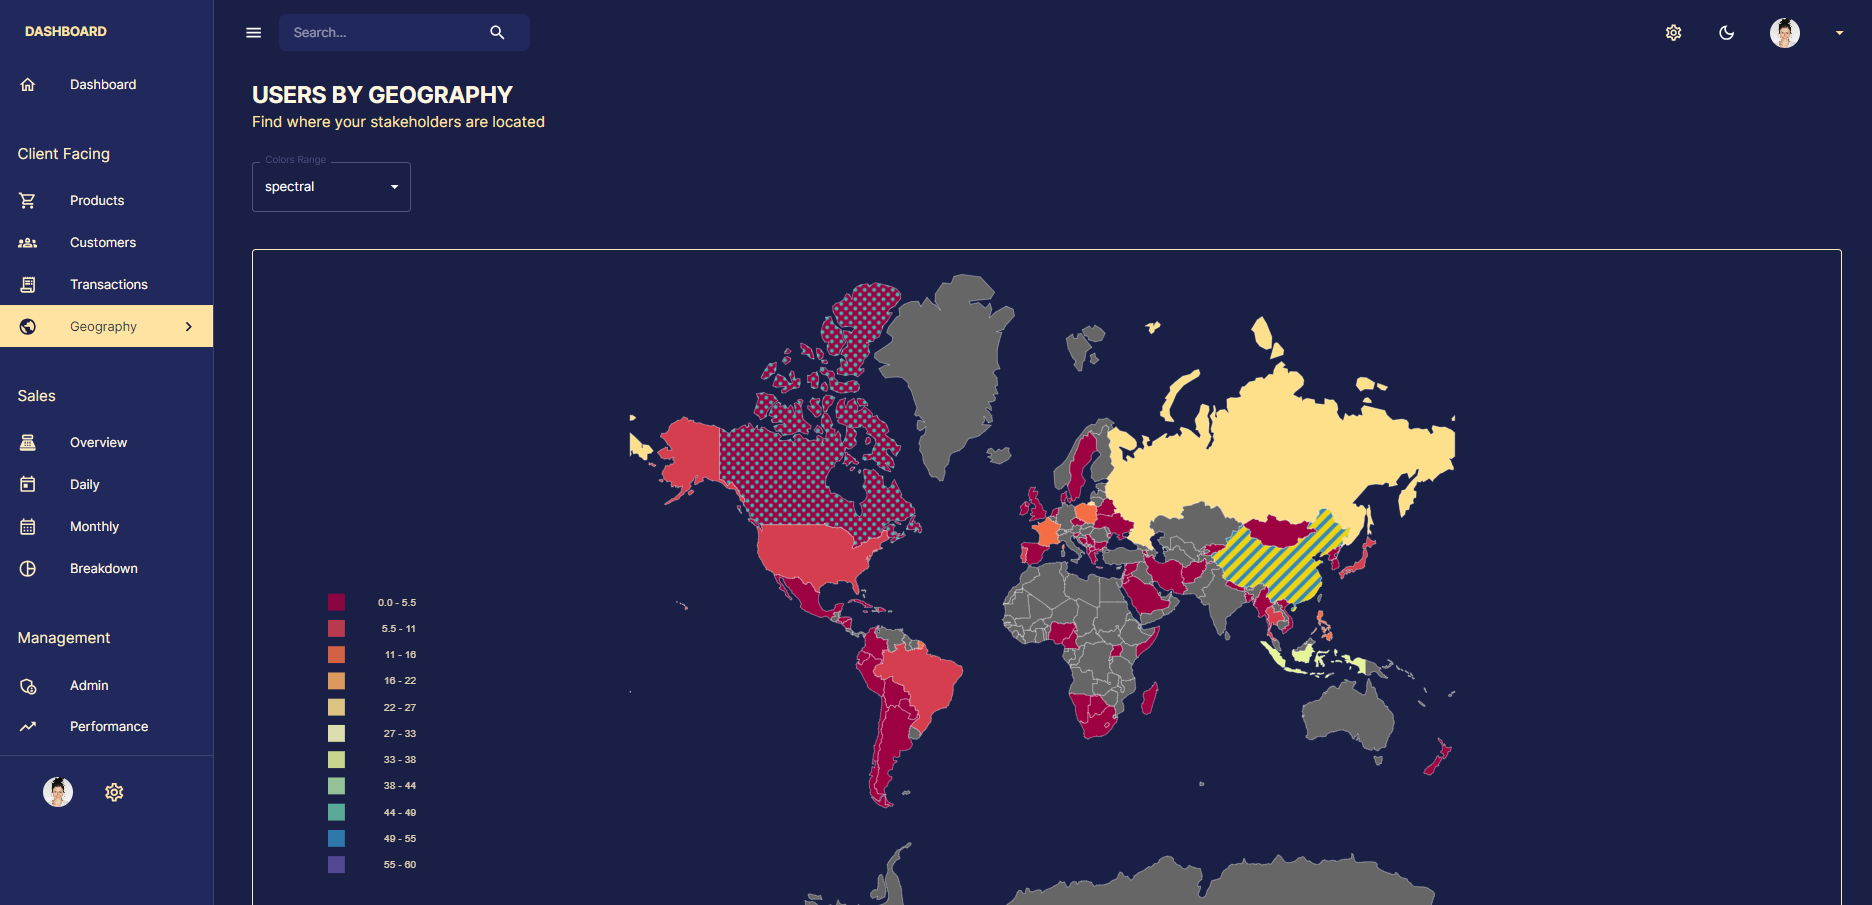 DASHBOARD
Dashboard
Client Facing
Products
Customers
Transactions
Geography
Sales
Overview
Daily
Monthly
Breakdown
Management
Admin
Performance
Search...
USERS BY GEOGRAPHY
Find where your stakeholders are located
Colors Range
spectral
0.0 - 5.5
5.5 - 11
11 - 16
16 - 22
22 - 27
27 - 33
33 - 38
38 - 44
44 - 49
49 - 55
55 - 60